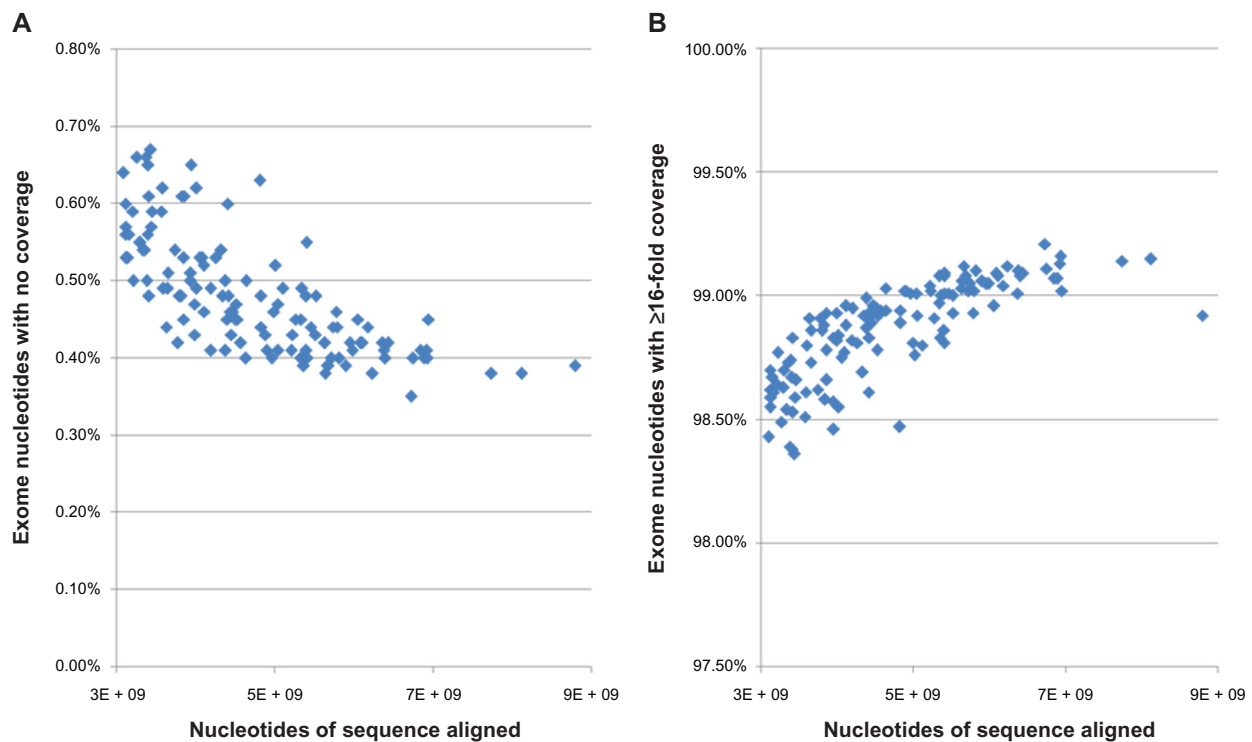 A
Exome nucleotides with no coverage
0.80%
0.70%
0.60%
0.50%
0.40%
0.30%
0.20%
0.10%
0.00%
3E + 09
5E + 09
7E + 09
9E + 09
Nucleotides of sequence aligned
B
Exome nucleotides with ≥16-fold coverage
100.00%
99.50%
99.00%
98.50%
98.00%
97.50%
3E + 09
5E + 09
7E + 09
9E + 09
Nucleotides of sequence aligned